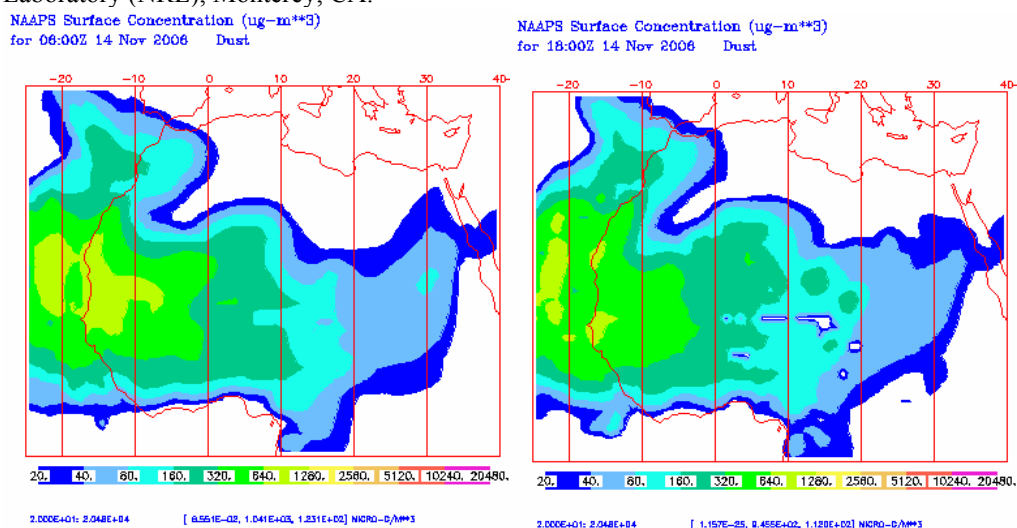 Laboratory (NRL), Monterey, CA.
NAAPS Surface Concentration (ug-m**3)
for 06:00Z 14 Nov 2006 Dust
-20 -10 0 10 20 30 40-
20. 40. 80. 160. 320. 640. 1280. 2560. 5120. 10240. 20480.
2.000E+01: 2.048E+04 [ 6.551E-02, 1.041E+03, 1.231E+02] MICRO-G/M**3
NAAPS Surface Concentration (ug-m**3)
for 18:00Z 14 Nov 2006 Dust
-20 -10 0 10 20 30 40-
20. 40. 80. 160. 320. 640. 1280. 2560. 5120. 10240. 20480.
2.000E+01: 2.048E+04 [ 1.157E-25, 9.455E+02, 1.120E+02] MICRO-G/M**3